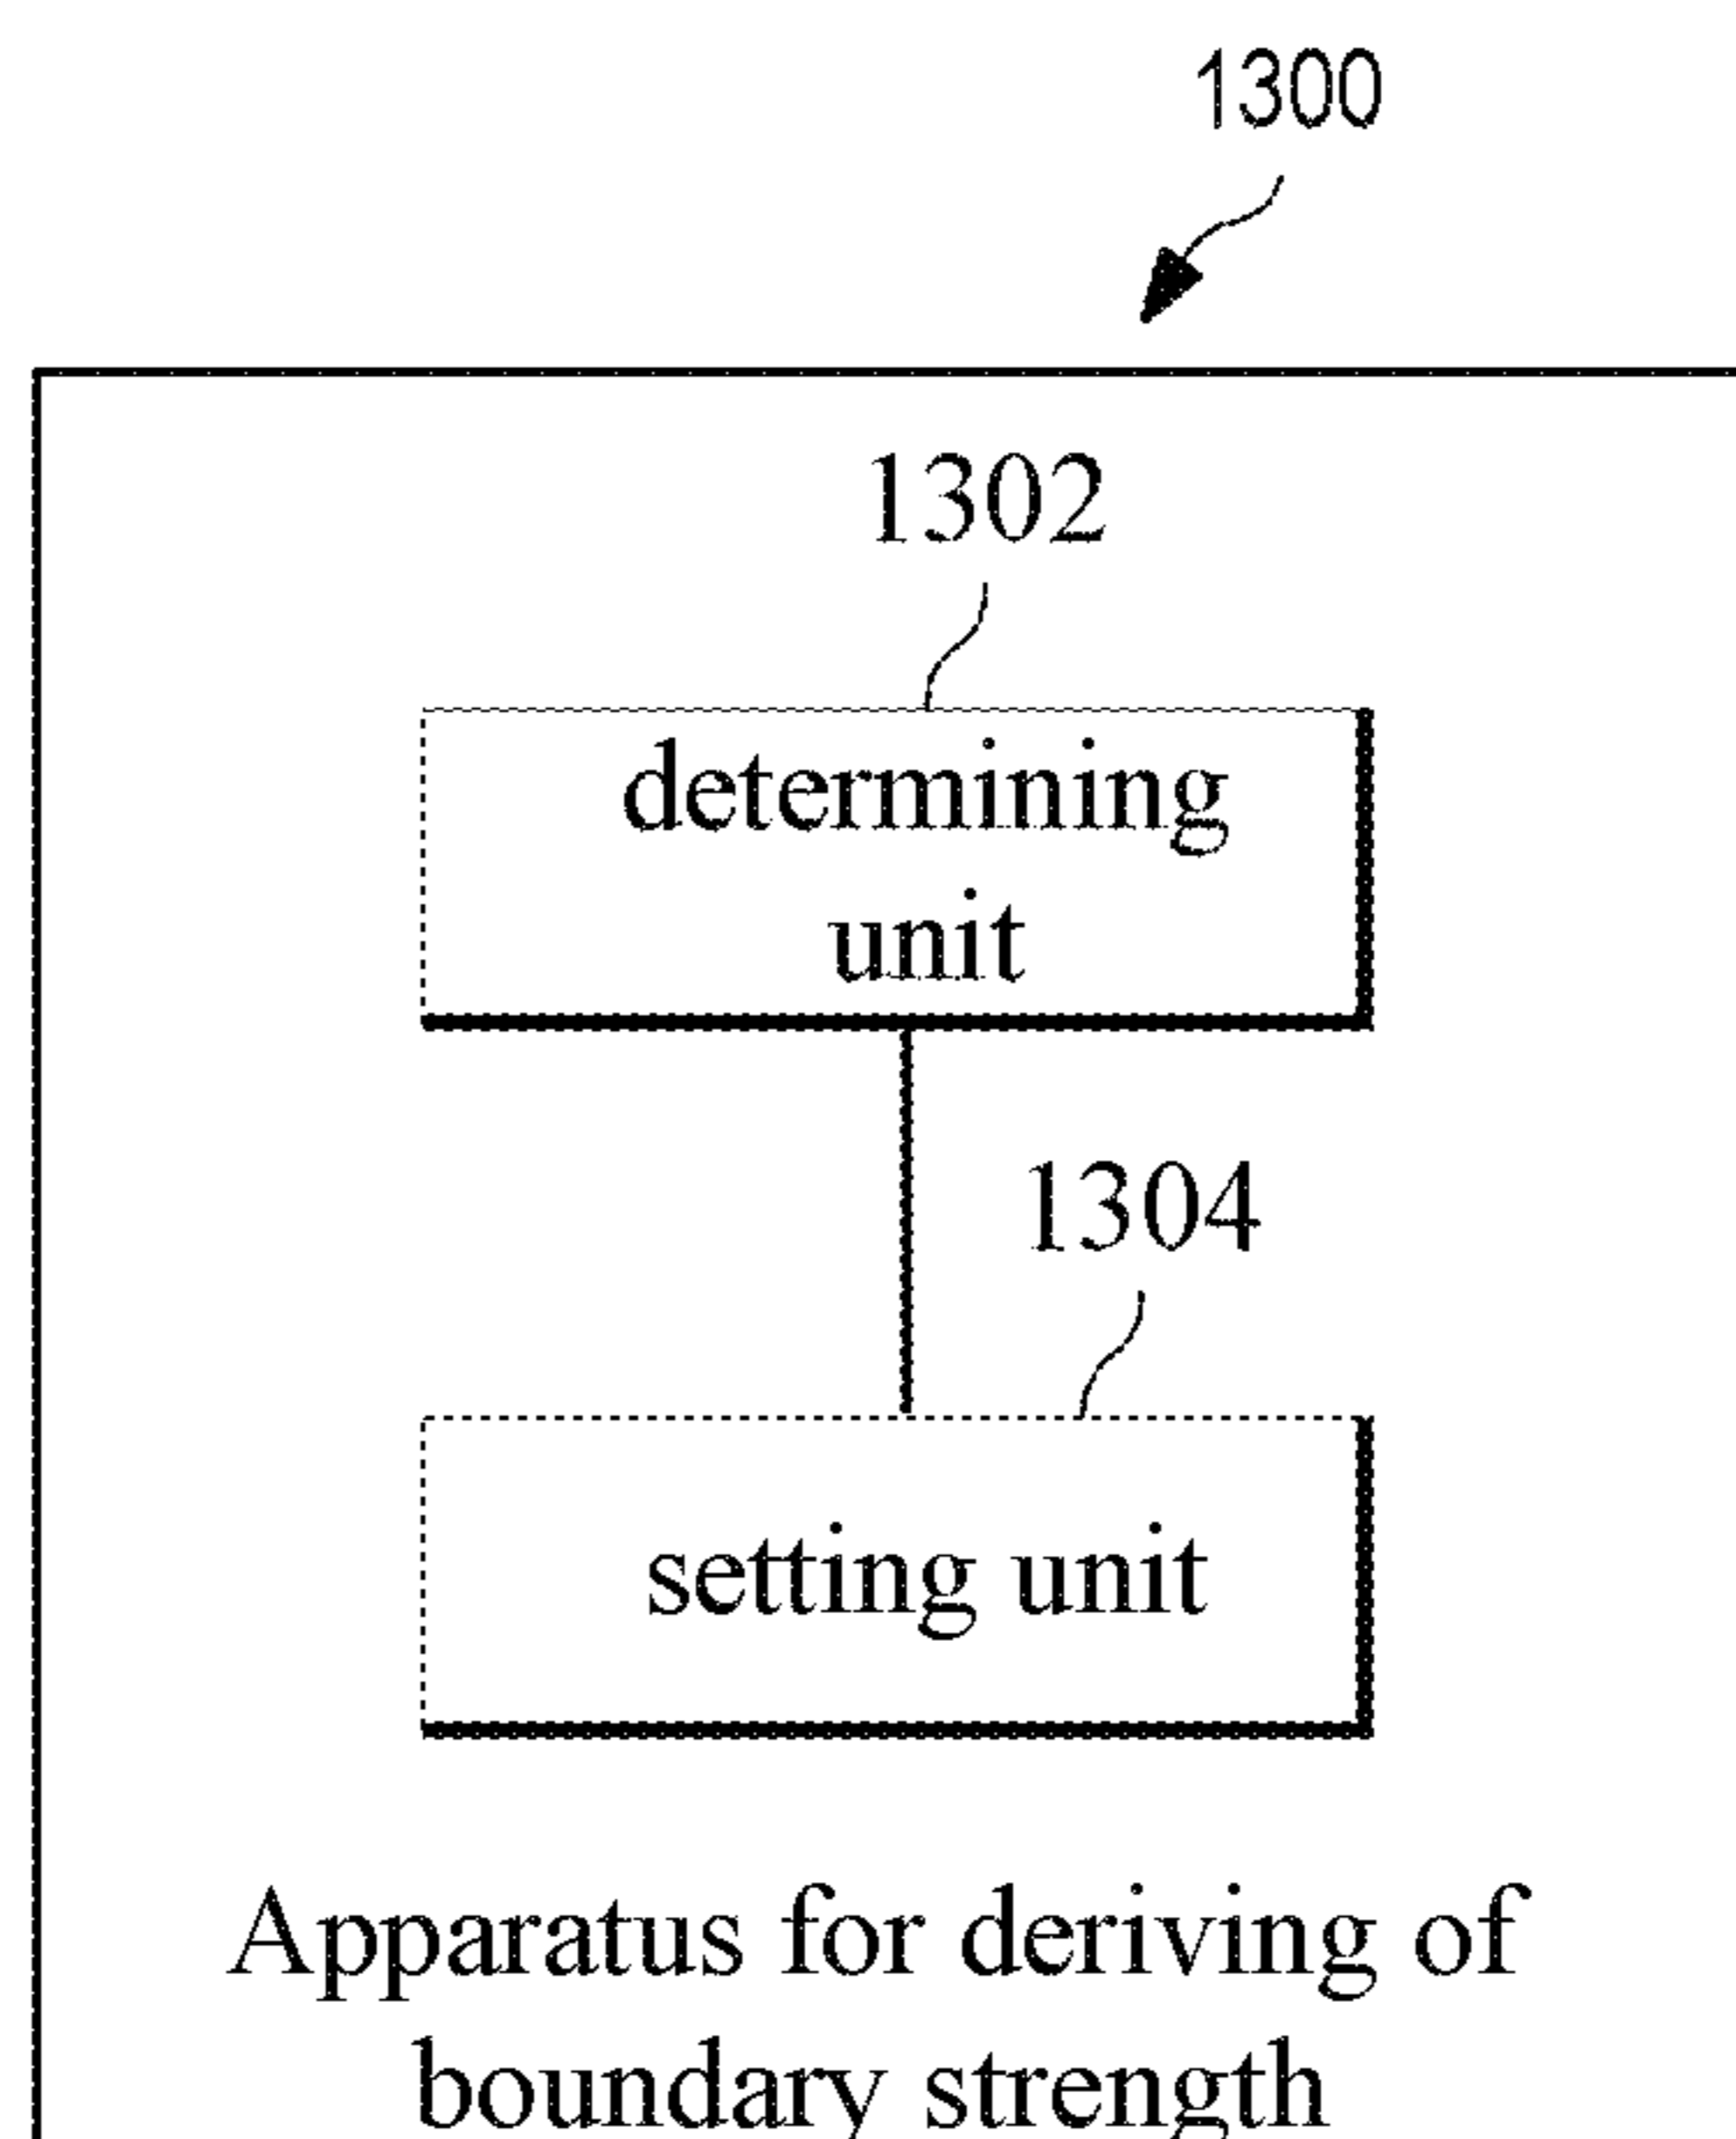 1300
1302
determining
unit
1304
setting unit
Apparatus for deriving of
boundary strength